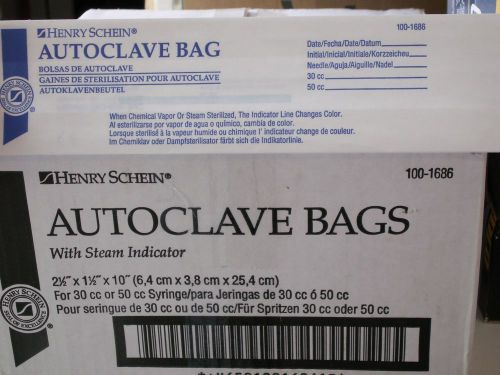 HENRY SCHEIN®
100-1686
AUTOCLAVE BAG
BOLSAS DE AUTOCLAVE
GAINES DE STERILISATION POUR AUTOCLAVE
AUTOKLAVENBEUTEL
Date/Fecha/Date/Datum
Initial/Inicial/Initiale/Korzzeicheu
Needle/Aguja/Aiguille/Nadel
30 cc
50 cc
When Chemical Vapor Or Steam Sterilized, The Indicator Line Changes Color.
Al esterilizarse por vapor de agua o químico, cambia de color.
Lorsque sterilisé à la vapeur humide ou chimique l' indicateur change de couleur.
Im Chemiklav oder Dampfsterilisator färbt sich die Indikatorlinie.
HENRY SCHEIN®
100-1686
AUTOCLAVE BAGS
With Steam Indicator
2½" x 1½" x 10" (6,4 cm x 3,8 cm x 25,4 cm)
For 30 cc or 50 cc Syringe/para Jeringas de 30 cc ó 50 cc
Pour seringue de 30 cc ou de 50 cc/Für Spritzen 30 cc oder 50 cc
HENRY SCHEIN®
SEAL OF EXCELLENCE